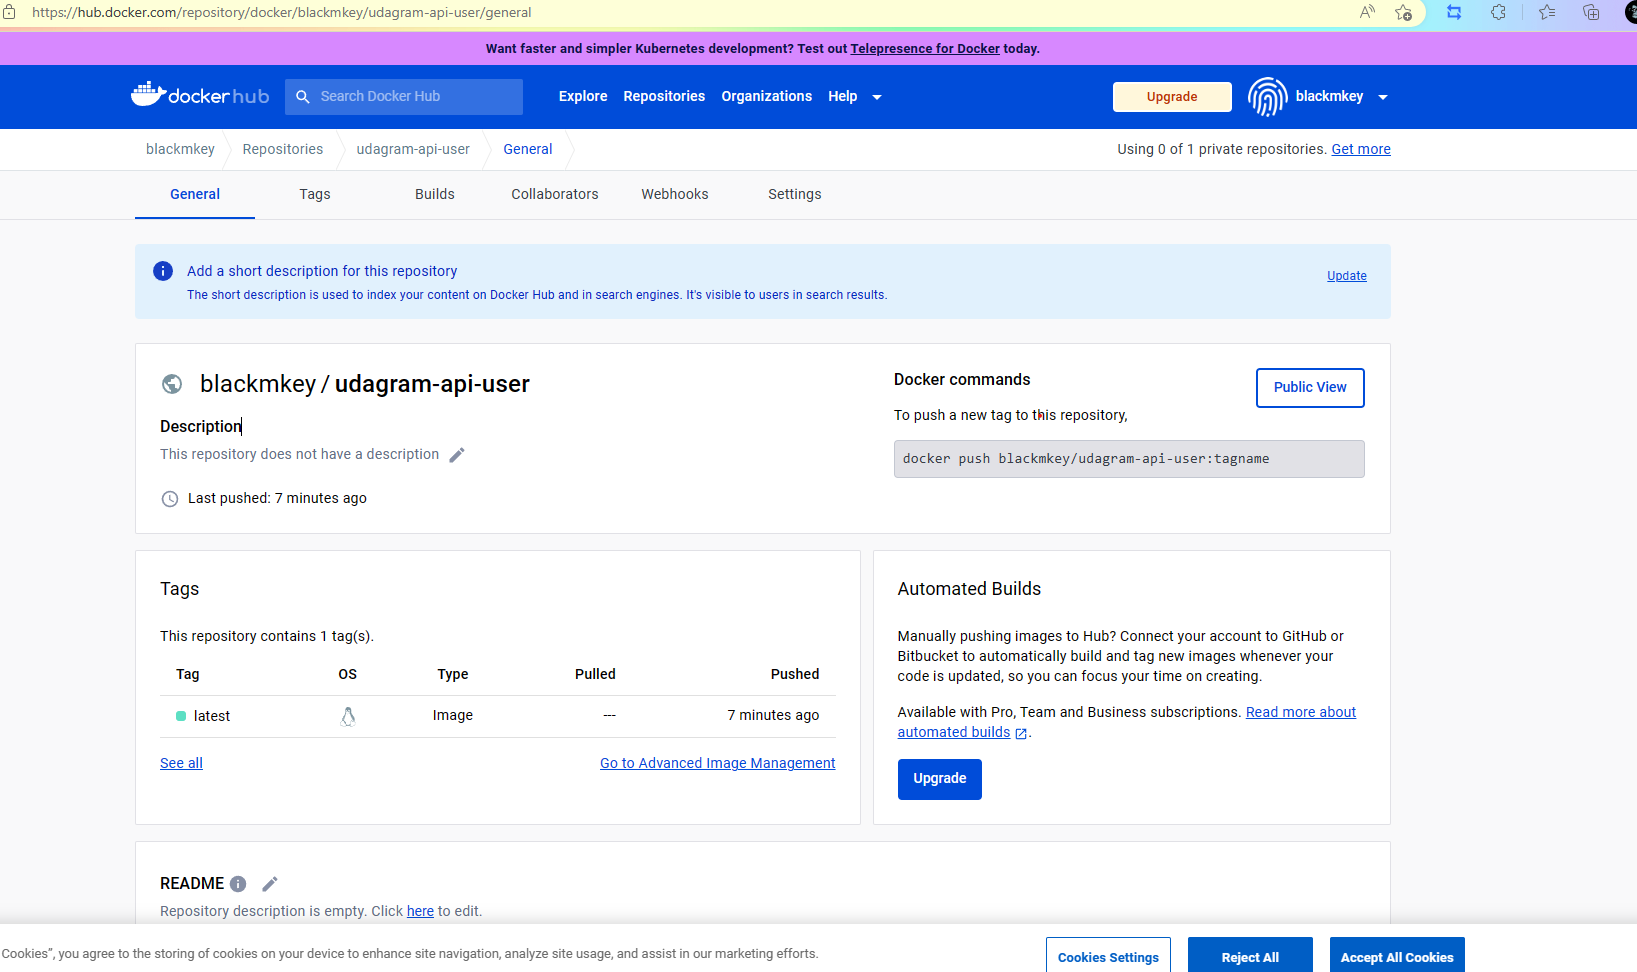 https://hub.docker.com/repository/docker/blackmkey/udagram-api-user/general
Want faster and simpler Kubernetes development? Test out Telepresence for Docker today.
dockerhub
Search Docker Hub
Explore
Repositories
Organizations
Help
Upgrade
blackmkey
blackmkey
Repositories
udagram-api-user
General
Using 0 of 1 private repositories. Get more
General
Tags
Builds
Collaborators
Webhooks
Settings
Add a short description for this repository
The short description is used to index your content on Docker Hub and in search engines. It's visible to users in search results.
Update
blackmkey / udagram-api-user
Description
This repository does not have a description
Last pushed: 7 minutes ago
Docker commands
To push a new tag to this repository,
Public View
docker push blackmkey/udagram-api-user:tagname
Tags
This repository contains 1 tag(s).
Tag OS Type Pulled Pushed
latest Image --- 7 minutes ago
See all
Go to Advanced Image Management
Automated Builds
Manually pushing images to Hub? Connect your account to GitHub or
Bitbucket to automatically build and tag new images whenever your
code is updated, so you can focus your time on creating.
Available with Pro, Team and Business subscriptions. Read more about
automated builds .
Upgrade
README
Repository description is empty. Click here to edit.
Cookies”, you agree to the storing of cookies on your device to enhance site navigation, analyze site usage, and assist in our marketing efforts.
Cookies Settings
Reject All
Accept All Cookies